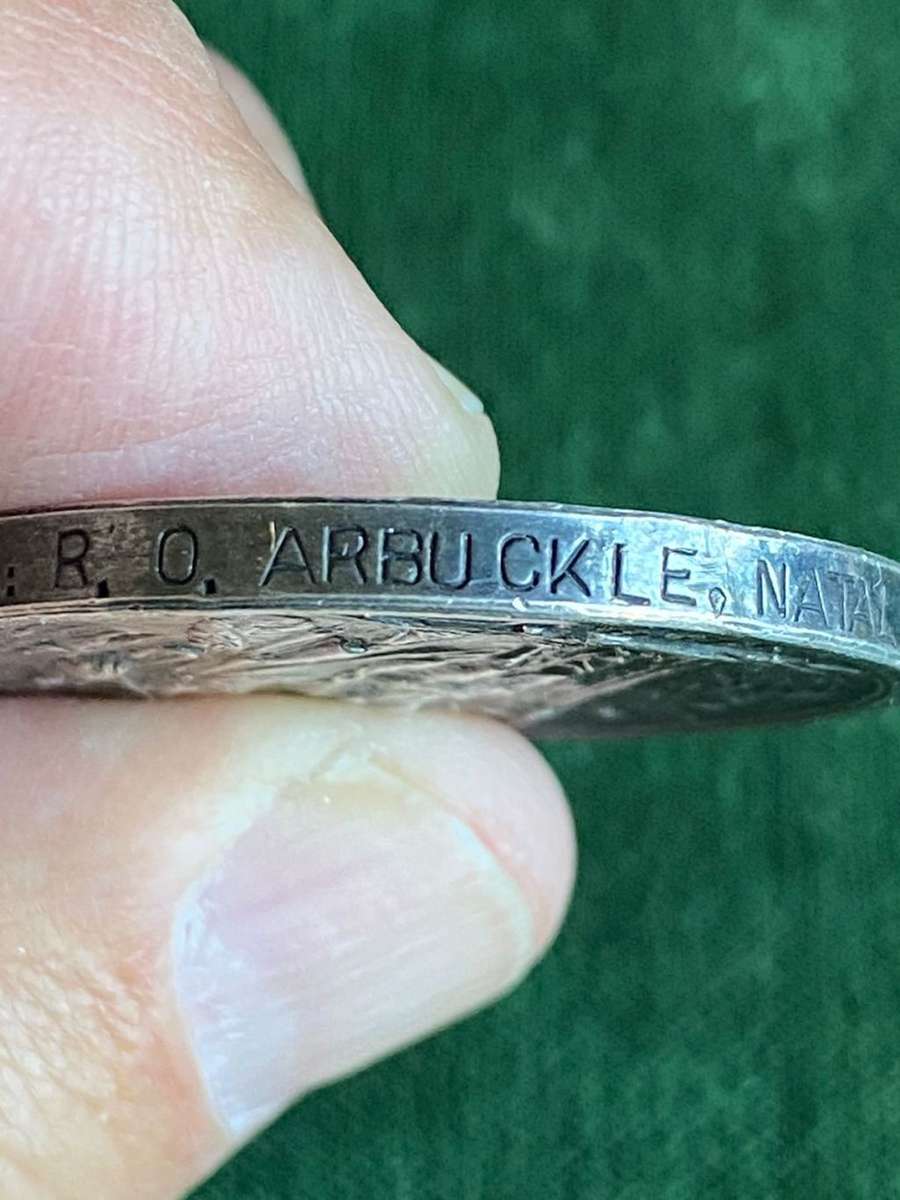 : R. O. ARBUCKLE, NATAL